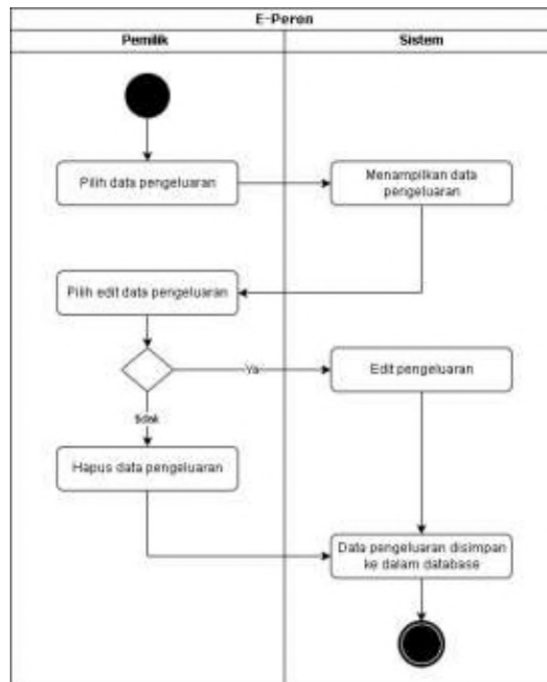 E-Peron
Pemilik
Sistem
Pilih data pengeluaran
Menampilkan data
pengeluaran
Pilih edit data pengeluaran
Ya
Edit pengeluaran
tidak
Hapus data pengeluaran
Data pengeluaran disimpan
ke dalam database